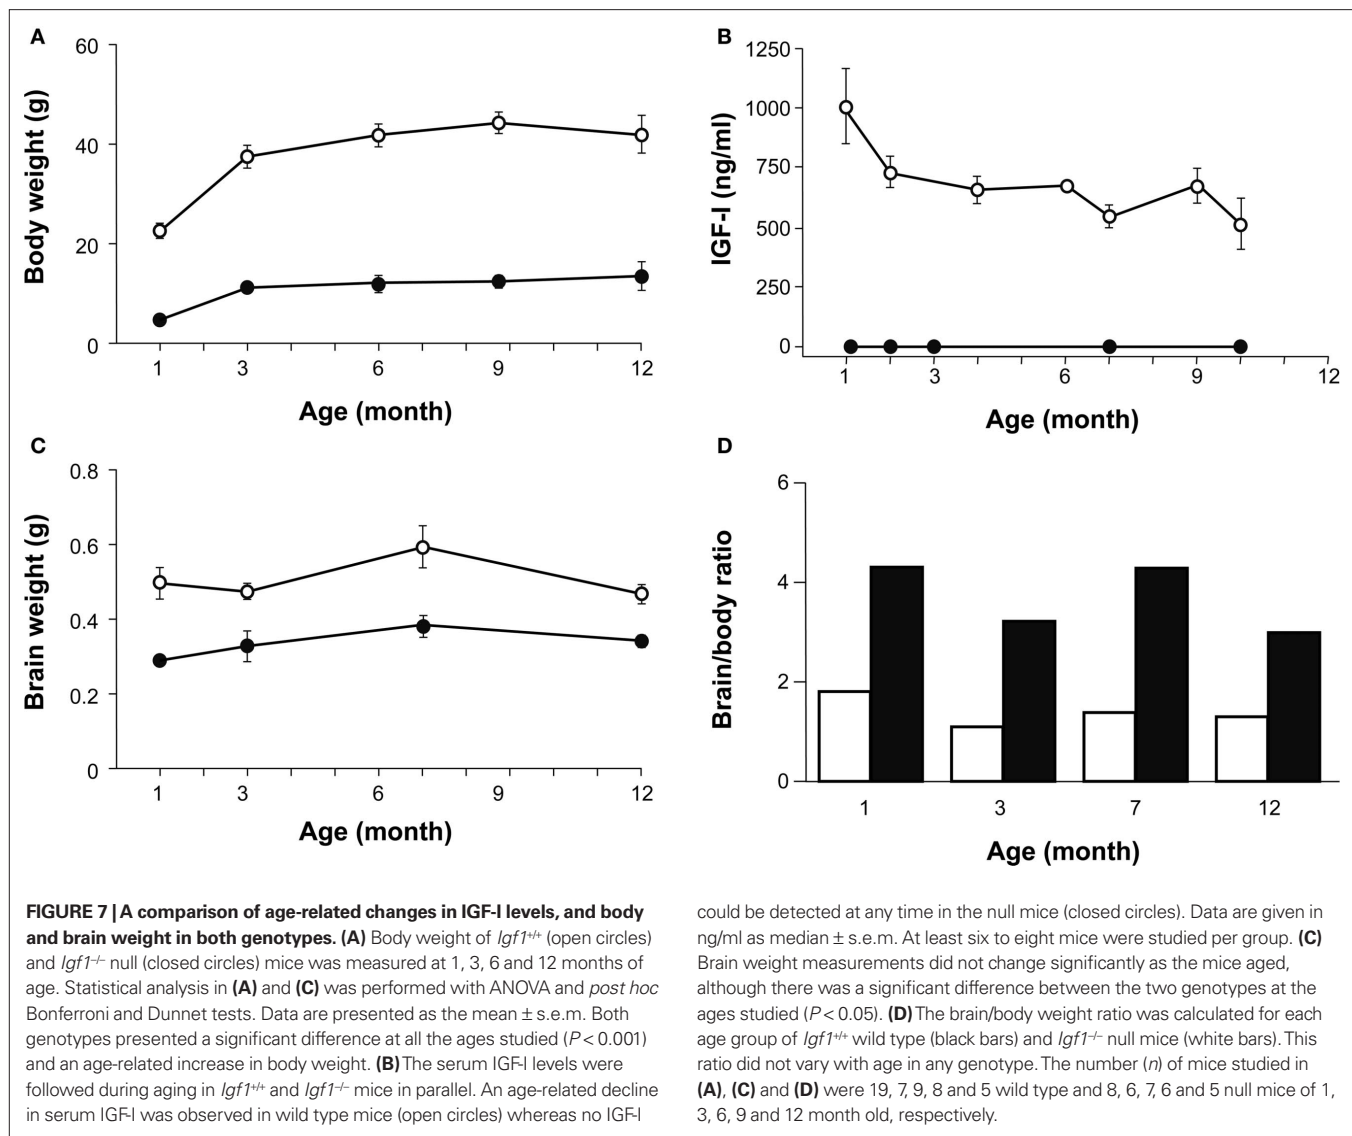 A
60
40
20
0
Body weight (g)
1 3 6 9 12
Age (month)
B
1250
1000
750
500
250
0
IGF-I (ng/ml)
1 3 6 9 12
Age (month)
C
0.8
0.6
0.4
0.2
0
Brain weight (g)
1 3 6 9 12
Age (month)
D
6
4
2
0
Brain/body ratio
1 3 7 12
Age (month)
FIGURE 7 | A comparison of age-related changes in IGF-I levels, and body
and brain weight in both genotypes. (A) Body weight of Igf1+/+ (open circles)
and Igf1−/− null (closed circles) mice was measured at 1, 3, 6 and 12 months of
age. Statistical analysis in (A) and (C) was performed with ANOVA and post hoc
Bonferroni and Dunnet tests. Data are presented as the mean ± s.e.m. Both
genotypes presented a significant difference at all the ages studied (P < 0.001)
and an age-related increase in body weight. (B) The serum IGF-I levels were
followed during aging in Igf1+/+ and Igf1−/− mice in parallel. An age-related decline
in serum IGF-I was observed in wild type mice (open circles) whereas no IGF-I
could be detected at any time in the null mice (closed circles). Data are given in
ng/ml as median ± s.e.m. At least six to eight mice were studied per group. (C)
Brain weight measurements did not change significantly as the mice aged,
although there was a significant difference between the two genotypes at the
ages studied (P < 0.05). (D) The brain/body weight ratio was calculated for each
age group of Igf1+/+ wild type (black bars) and Igf1−/− null mice (white bars). This
ratio did not vary with age in any genotype. The number (n) of mice studied in
(A), (C) and (D) were 19, 7, 9, 8 and 5 wild type and 8, 6, 7, 6 and 5 null mice of 1,
3, 6, 9 and 12 month old, respectively.